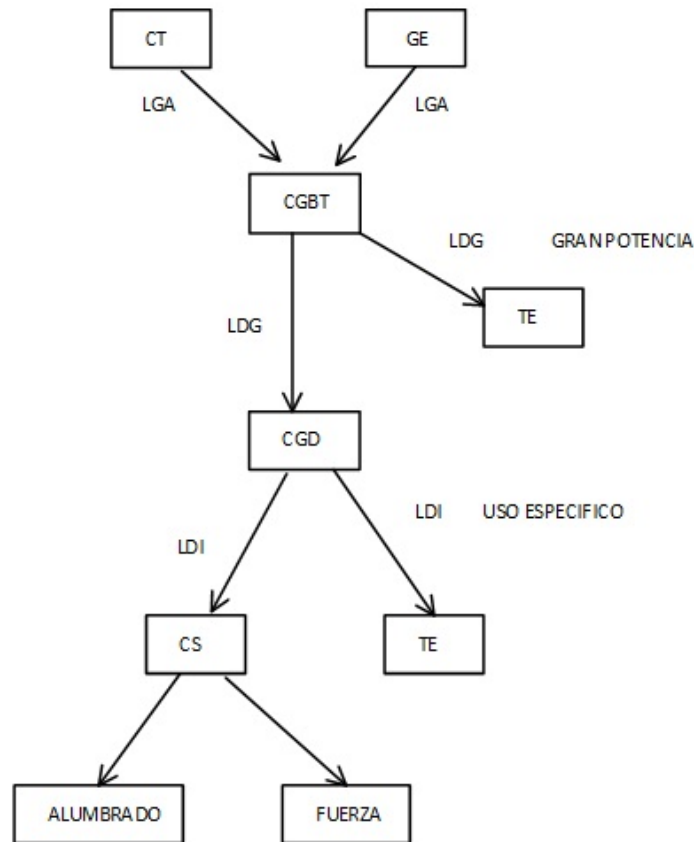 CT
GE
LGA
LGA
CGBT
LDG GRAN POTENCIA
TE
LDG
CGD
LDI USO ESPECIFICO
LDI
CS
TE
ALUMBRADO
FUERZA